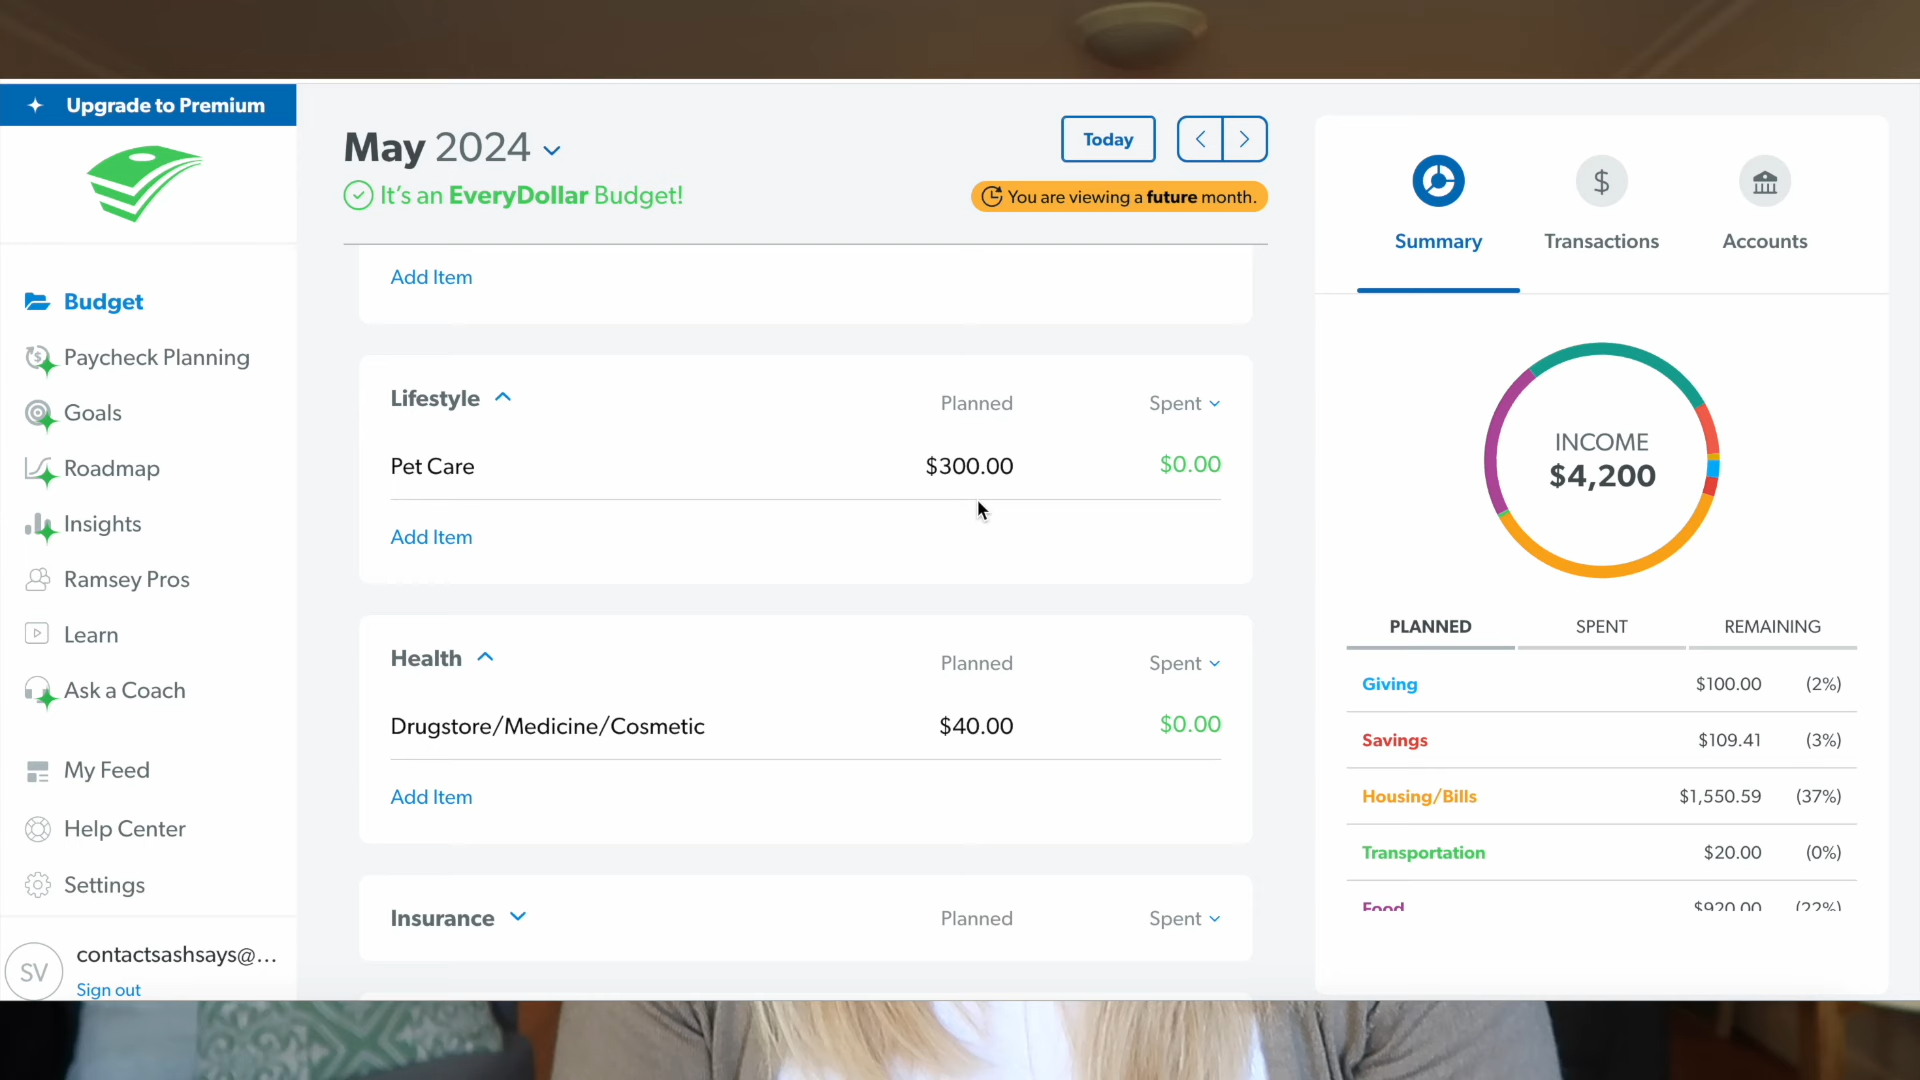 Upgrade to Premium
Budget
Paycheck Planning
Goals
Roadmap
Insights
Ramsey Pros
Learn
Ask a Coach
My Feed
Help Center
Settings
SV
contactsashsays@...
Sign out
May 2024
It's an EveryDollar Budget!
Today
You are viewing a future month.
Add Item
Lifestyle Planned Spent
Pet Care $300.00 $0.00
Add Item
Health Planned Spent
Drugstore/Medicine/Cosmetic $40.00 $0.00
Add Item
Insurance Planned Spent
$
Summary Transactions Accounts
INCOME
$4,200
PLANNED SPENT REMAINING
Giving $100.00 (2%)
Savings $109.41 (3%)
Housing/Bills $1,550.59 (37%)
Transportation $20.00 (0%)
Food $920.00 (22%)